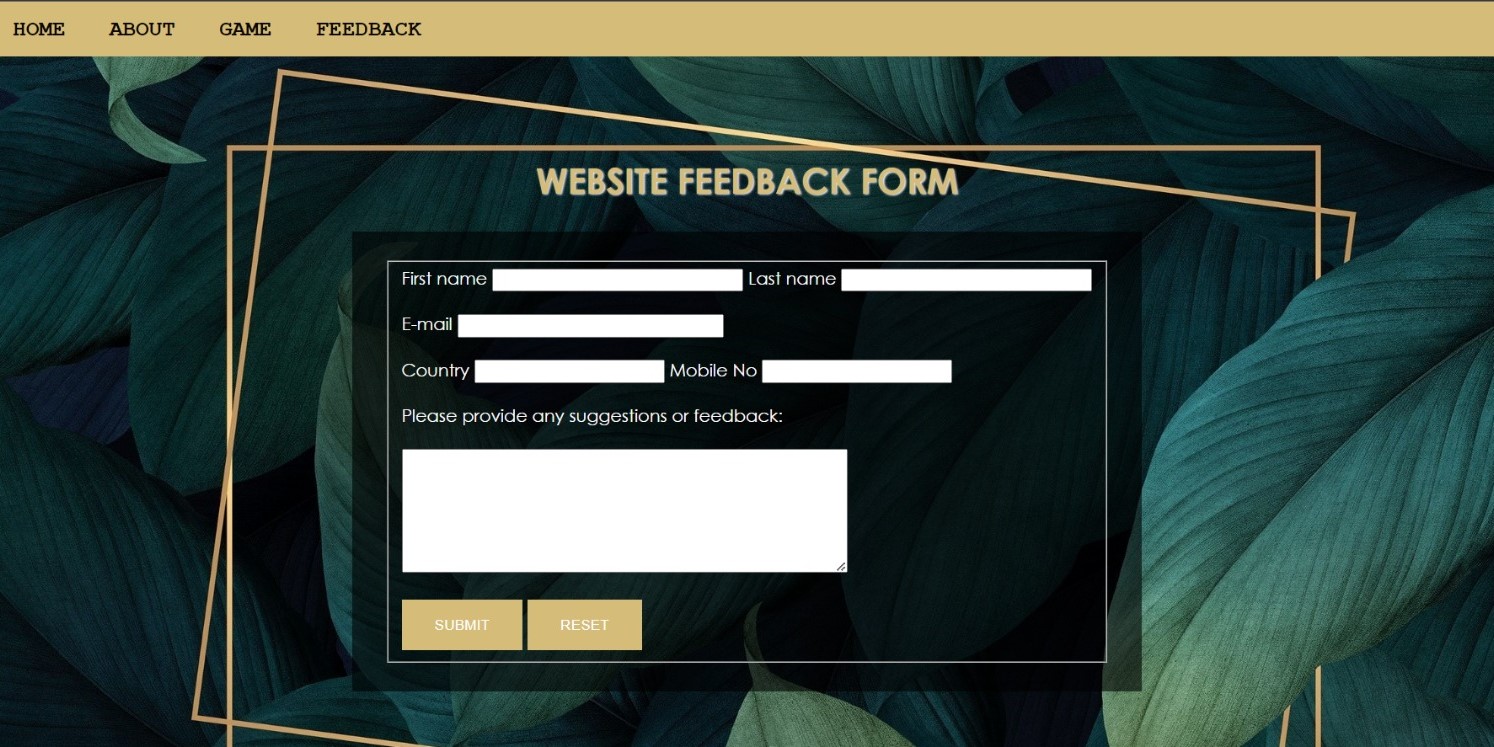 HOME ABOUT GAME FEEDBACK
WEBSITE FEEDBACK FORM
First name Last name
E-mail
Country Mobile No
Please provide any suggestions or feedback:
SUBMIT RESET